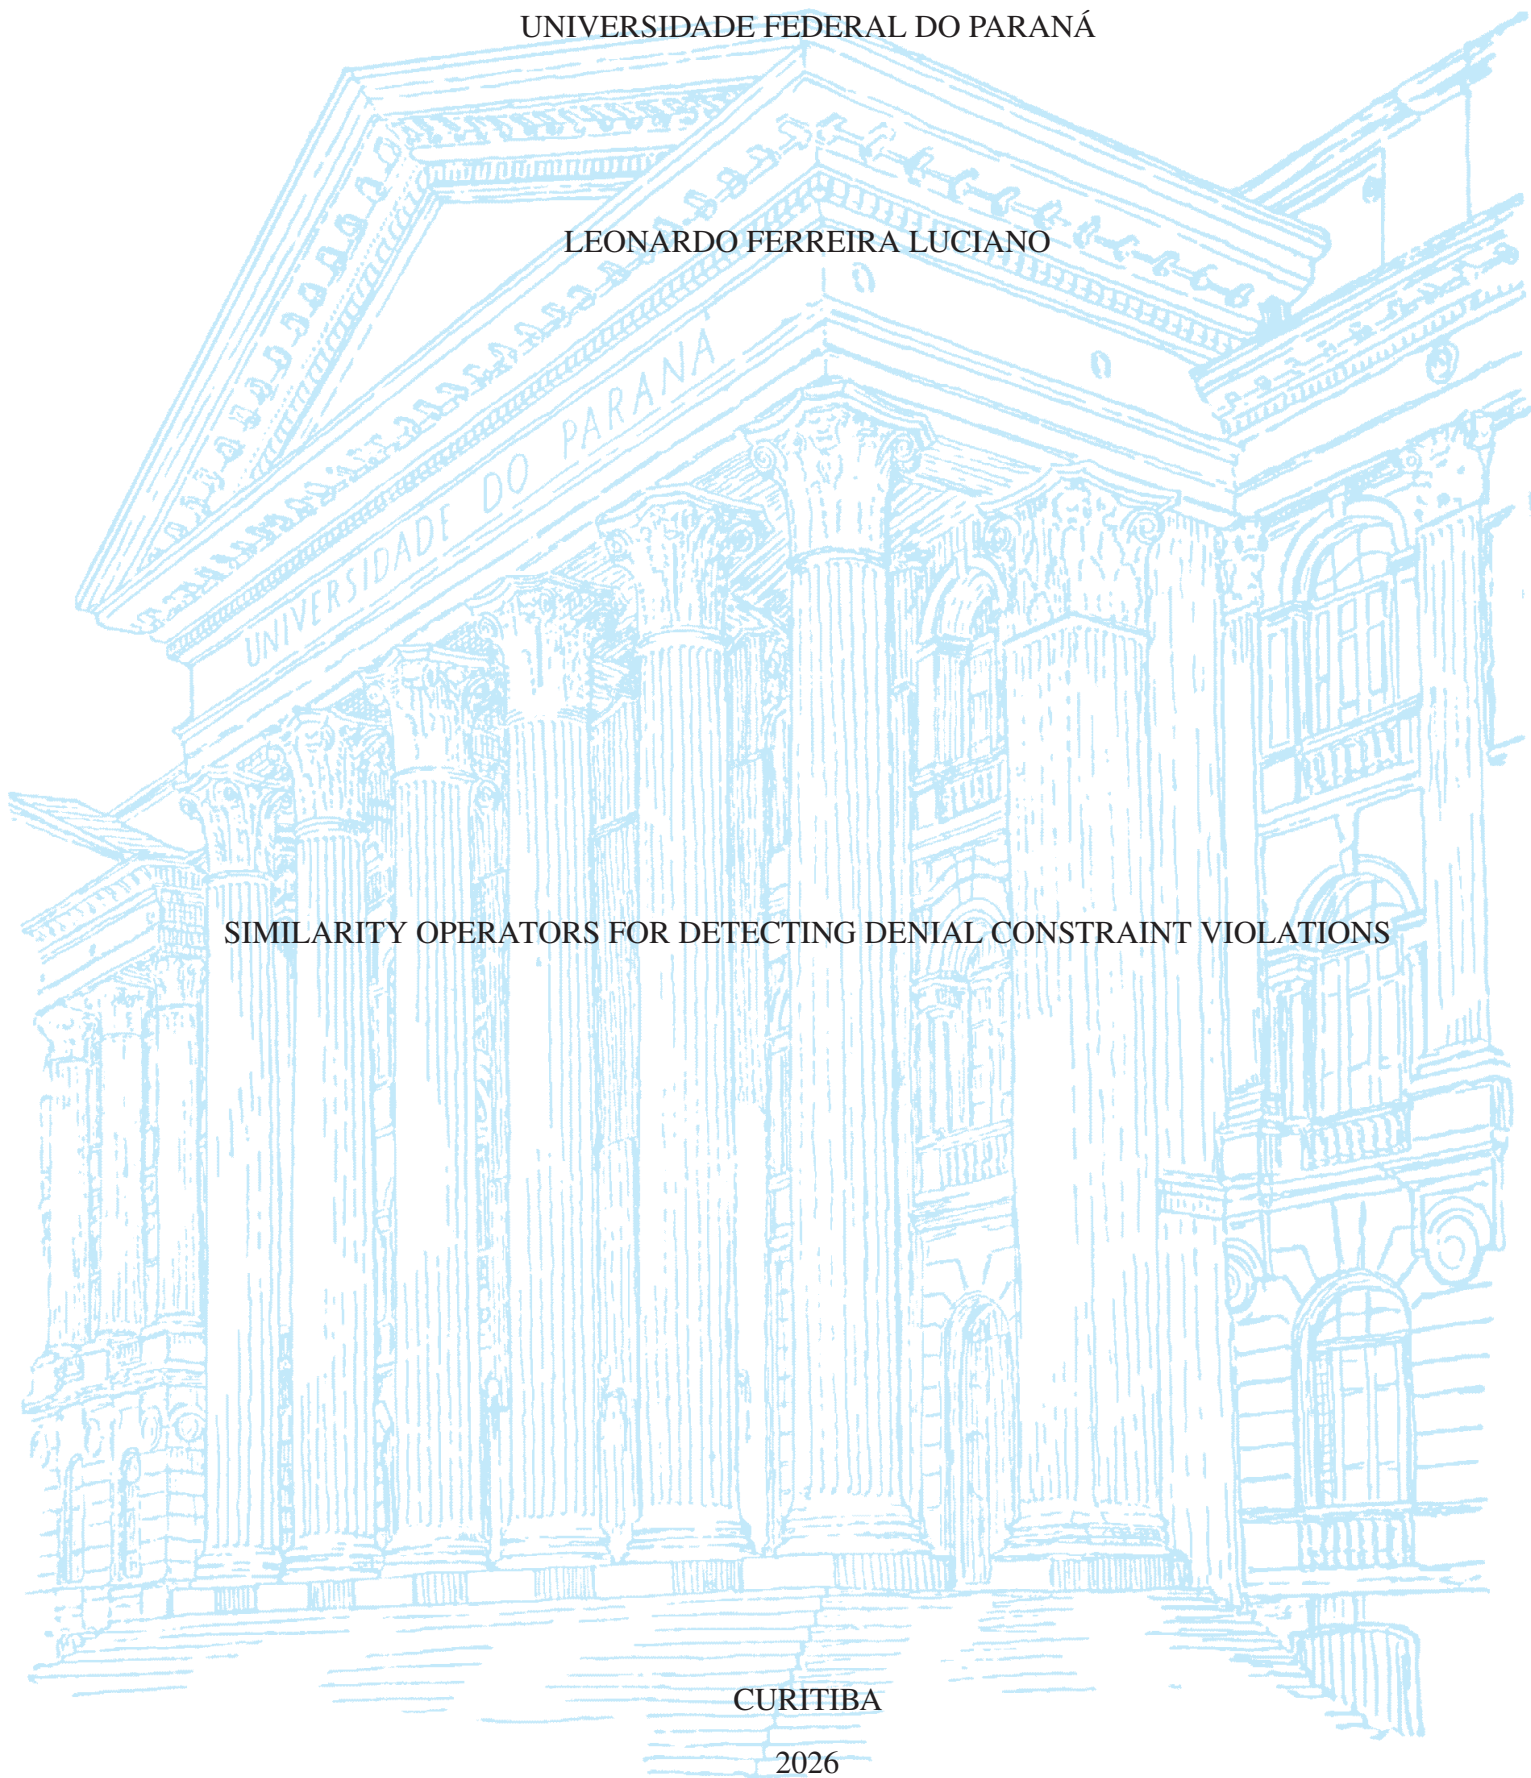 UNIVERSIDADE FEDERAL DO PARANÁ
LEONARDO FERREIRA LUCIANO
UNIVERSIDADE DO PARANÁ
SIMILARITY OPERATORS FOR DETECTING DENIAL CONSTRAINT VIOLATIONS
CURITIBA
2026